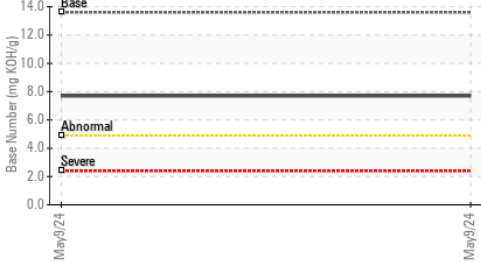 Base Number (mg KOH/g)
14.0
12.0
10.0
8.0
6.0
4.0
2.0
0.0
Base
Abnormal
Severe
May9/24
May9/24